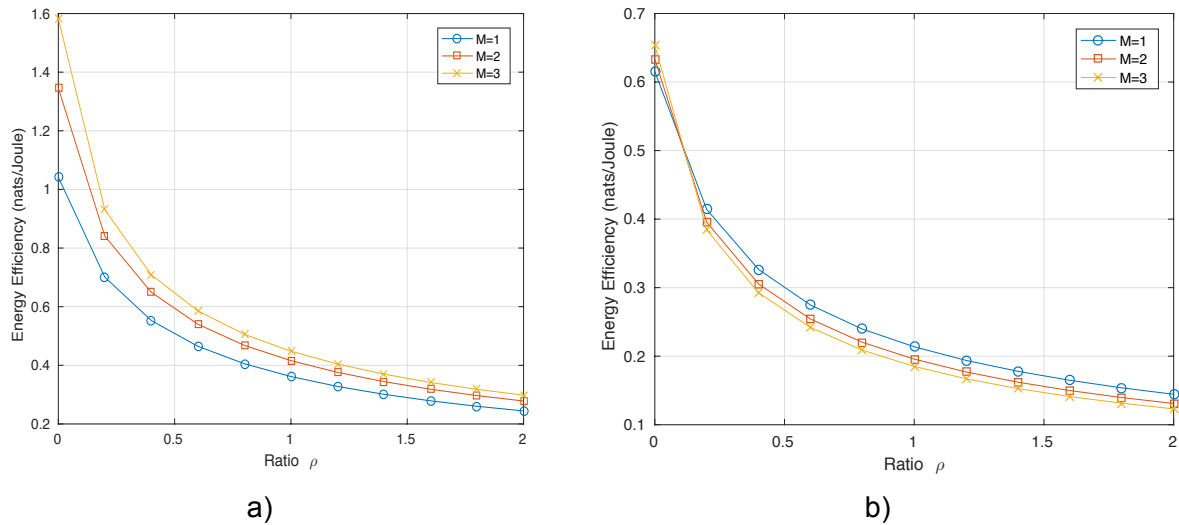 1.6
1.4
1.2
1
0.8
0.6
0.4
0.2
0
0.5
1
1.5
2
Energy Efficiency (nats/Joule)
Ratio ρ
M=1
M=2
M=3
a)
0.7
0.6
0.5
0.4
0.3
0.2
0.1
0
0.5
1
1.5
2
Energy Efficiency (nats/Joule)
Ratio ρ
M=1
M=2
M=3
b)